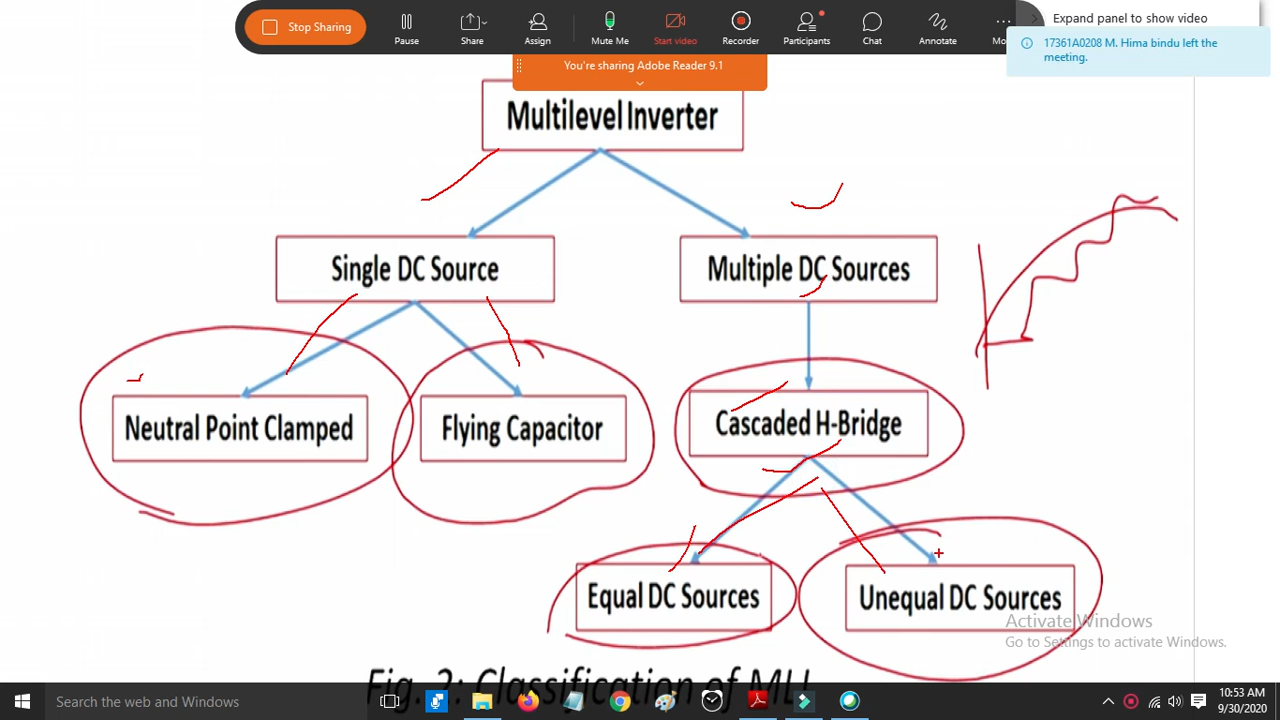 Stop Sharing
Pause
Share
Assign
Mute Me
Start video
Recorder
Participants
Chat
Annotate
Mo
Expand panel to show video
17361A0208 M. Hima bindu left the
meeting.
You're sharing Adobe Reader 9.1
Multilevel Inverter
Single DC Source
Multiple DC Sources
Neutral Point Clamped
Flying Capacitor
Cascaded H-Bridge
Equal DC Sources
Unequal DC Sources
Activate Windows
Go to Settings to activate Windows.
Fig. 2: Classification of MLI
Search the web and Windows
10:53 AM
9/30/2020